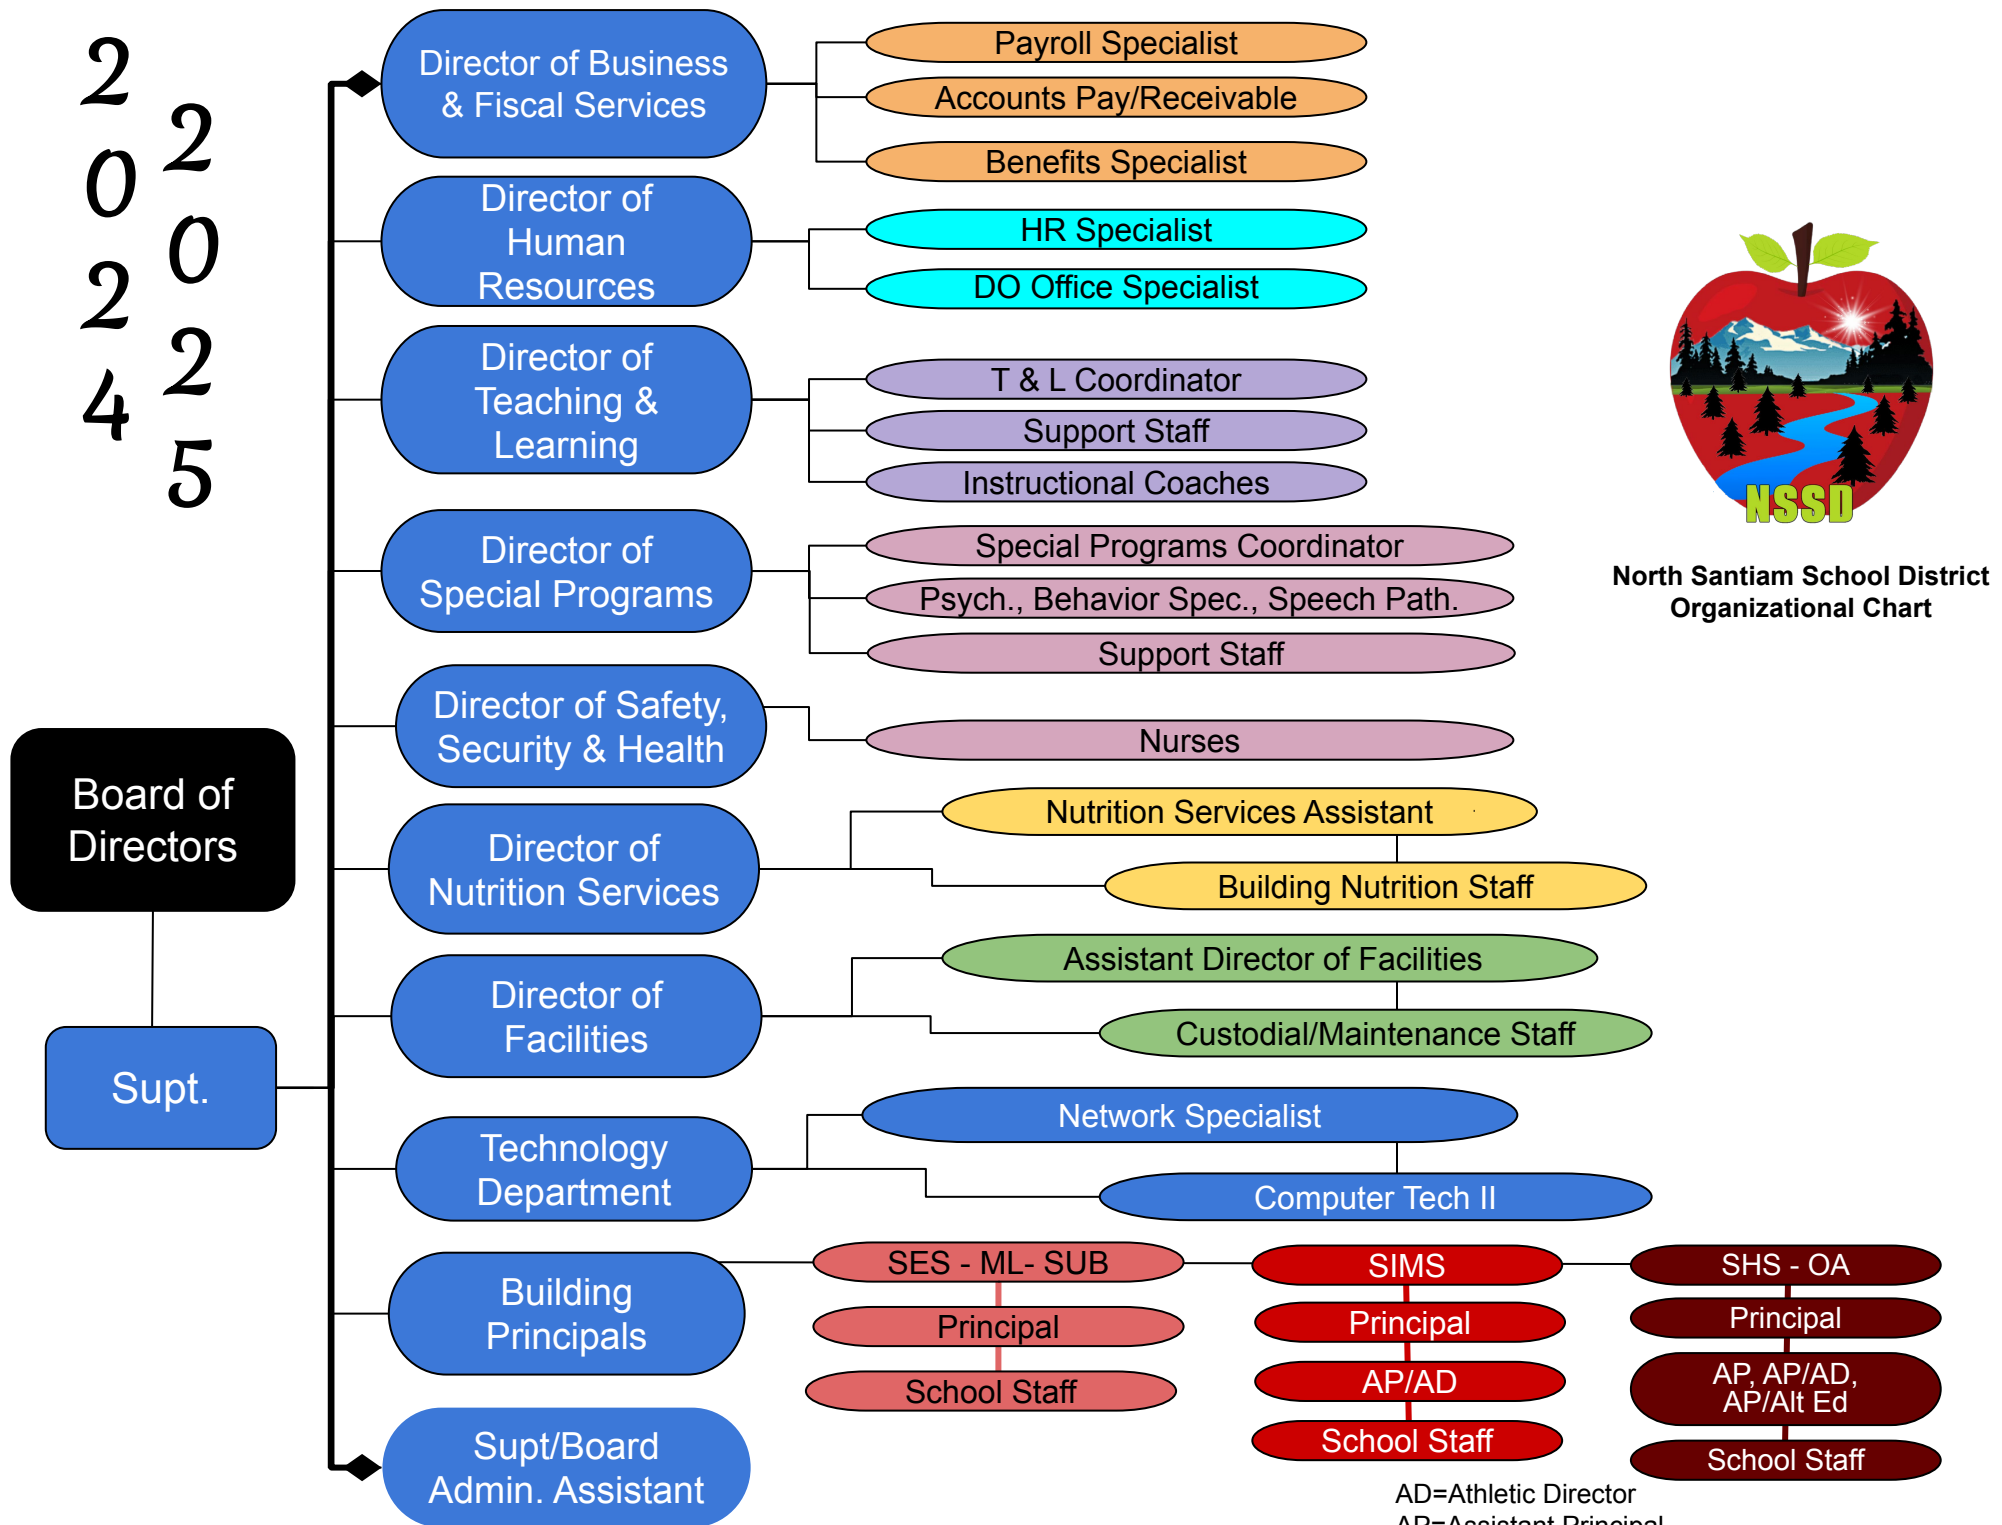 2024
2025
Director of Business
& Fiscal Services
Payroll Specialist
Accounts Pay/Receivable
Benefits Specialist
Director of
Human
Resources
HR Specialist
DO Office Specialist
Director of
Teaching &
Learning
T & L Coordinator
Support Staff
Instructional Coaches
NSSD
North Santiam School District
Organizational Chart
Director of
Special Programs
Special Programs Coordinator
Psych., Behavior Spec., Speech Path.
Support Staff
Director of Safety,
Security & Health
Nurses
Board of
Directors
Supt.
Director of
Nutrition Services
Nutrition Services Assistant
Building Nutrition Staff
Director of
Facilities
Assistant Director of Facilities
Custodial/Maintenance Staff
Technology
Department
Network Specialist
Computer Tech II
Building
Principals
SES - ML- SUB
Principal
School Staff
SIMS
Principal
AP/AD
School Staff
SHS - OA
Principal
AP, AP/AD,
AP/Alt Ed
School Staff
Supt/Board
Admin. Assistant
AD=Athletic Director
AP=Assistant Principal